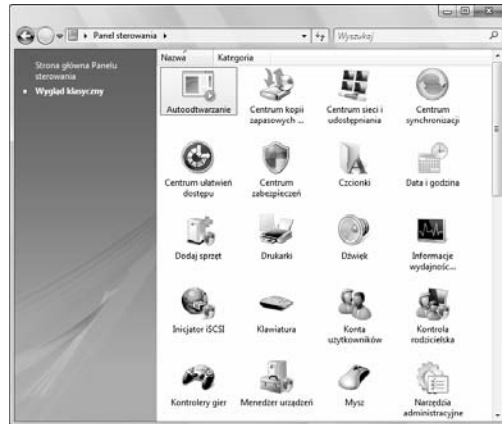 Panel sterowania
Wyszukaj
Strona główna Panelu
sterowania
Wygląd klasyczny
Nazwa Kategoria
Autoodtwarzanie
Centrum kopii
zapasowych ...
Centrum sieci i
udostępniania
Centrum
synchronizacji
Centrum ułatwień
dostępu
Centrum
zabezpieczeń
Czcionki
Data i godzina
Dodaj sprzęt
Drukarki
Dźwięk
Informacje
wydajnośc...
Inicjator iSCSI
Klawiatura
Konta
użytkowników
Kontrola
rodzicielska
Kontrolery gier
Menedżer urządzeń
Mysz
Narzędzia
administracyjne